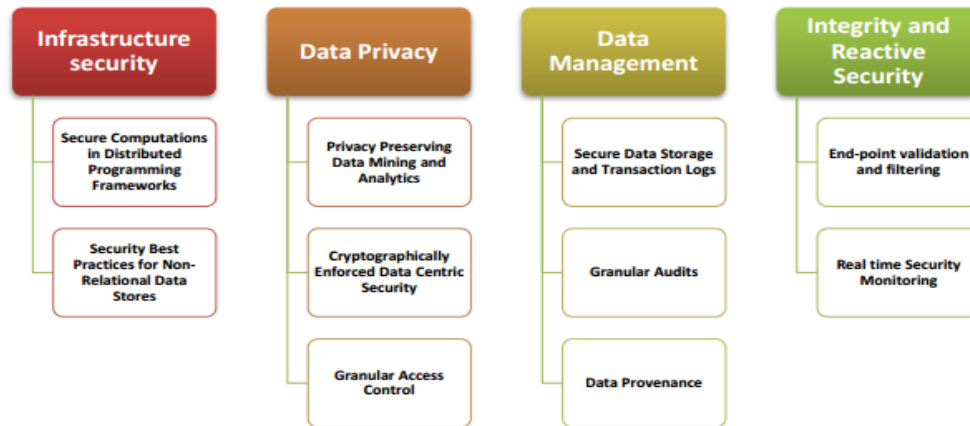 Infrastructure
security
Secure Computations
in Distributed
Programming
Frameworks
Security Best
Practices for Non-
Relational Data
Stores
Data Privacy
Privacy Preserving
Data Mining and
Analytics
Cryptographically
Enforced Data Centric
Security
Granular Access
Control
Data
Management
Secure Data Storage
and Transaction Logs
Granular Audits
Data Provenance
Integrity and
Reactive
Security
End-point validation
and filtering
Real time Security
Monitoring